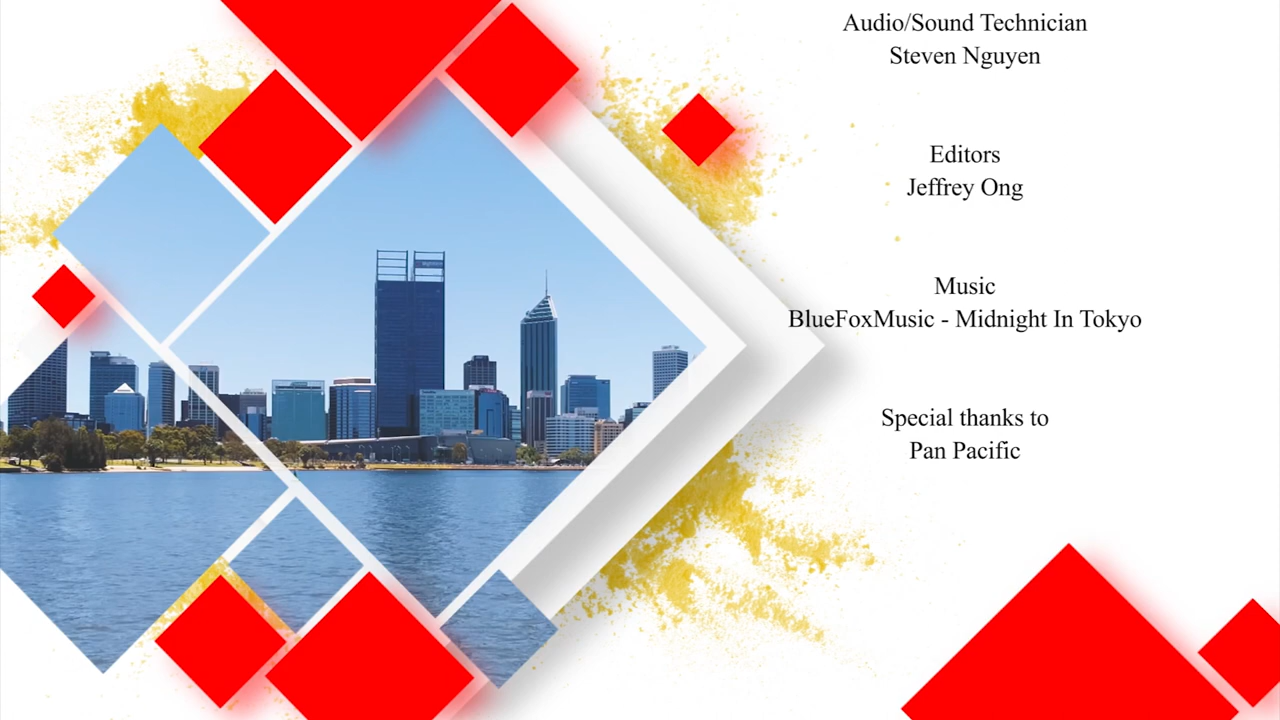 Audio/Sound Technician
Steven Nguyen
Editors
Jeffrey Ong
Music
BlueFoxMusic - Midnight In Tokyo
Special thanks to
Pan Pacific